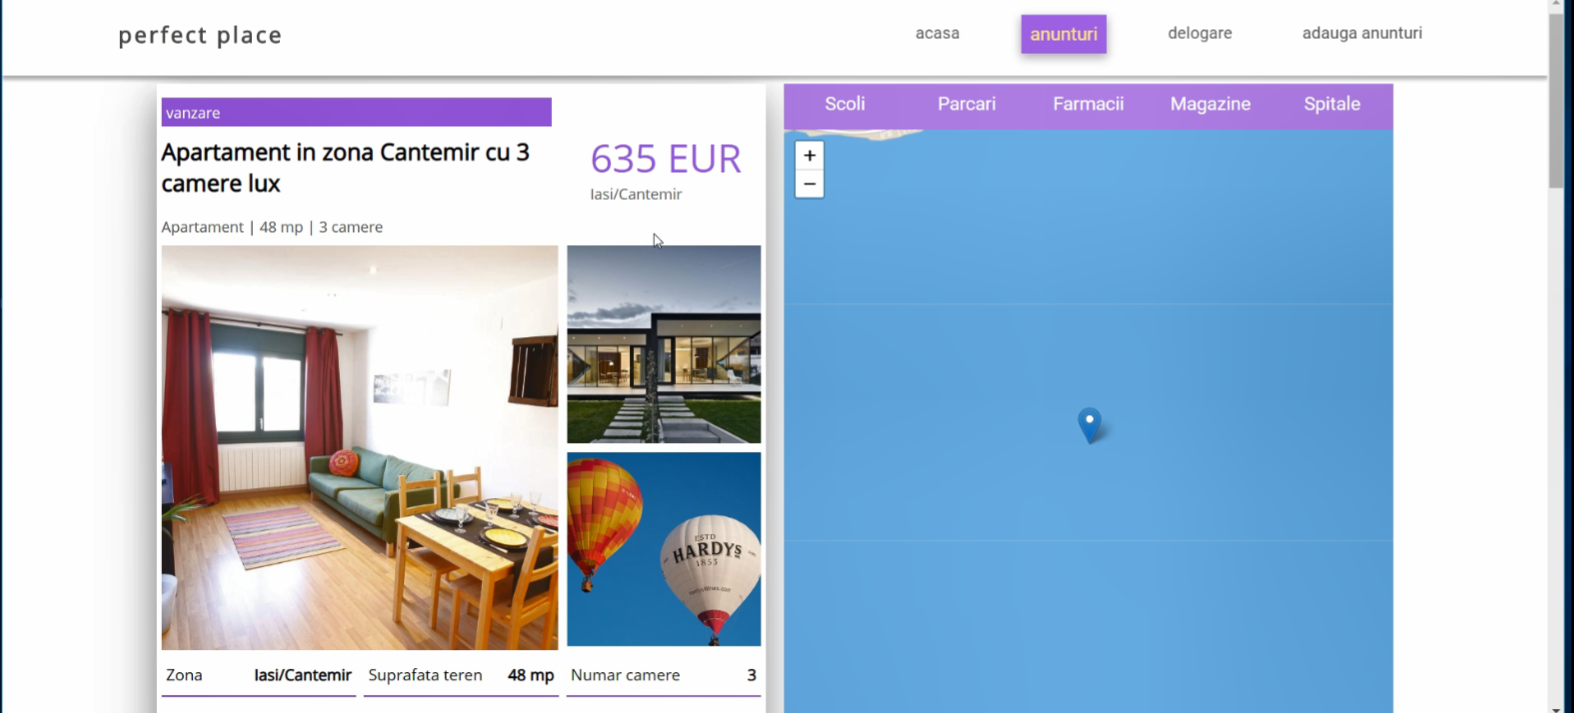 perfect place
acasa
anunturi
delogare
adauga anunturi
vanzare
Apartament in zona Cantemir cu 3
camere lux
635 EUR
Iasi/Cantemir
Apartament | 48 mp | 3 camere
ESTD
HARDYS
1853
Zona Iasi/Cantemir
Suprafata teren 48 mp
Numar camere 3
Scoli
Parcari
Farmacii
Magazine
Spitale
+
−